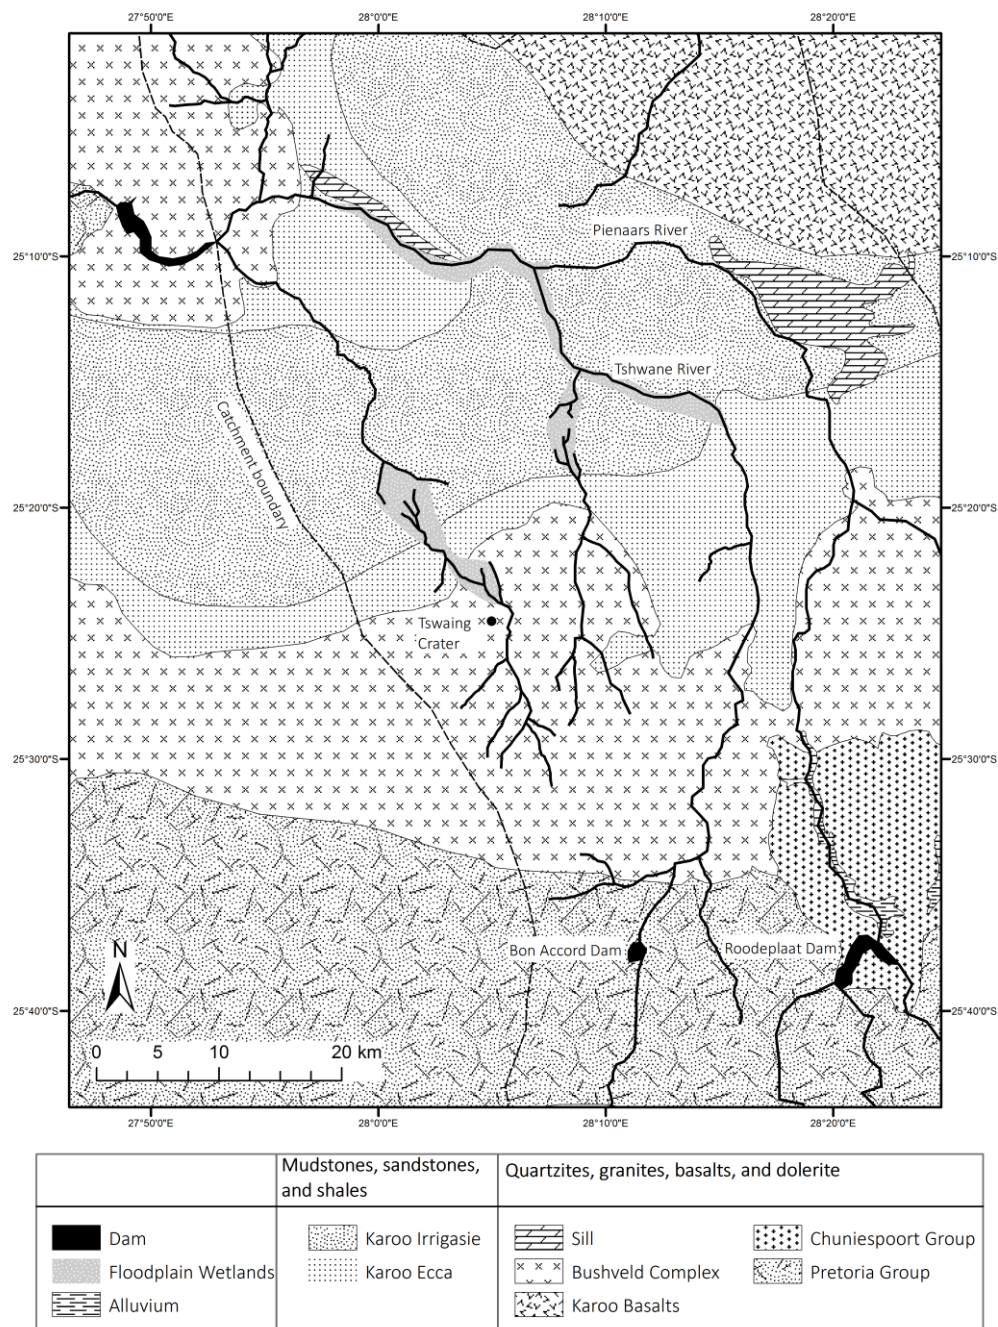 27°50'0"E 28°0'0"E 28°10'0"E 28°20'0"E
Pienaars River
25°10'0"S 25°10'0"S
Tshwane River
Catchment boundary
25°20'0"S 25°20'0"S
Tswaing
Crater
25°30'0"S 25°30'0"S
N
Bon Accord Dam
Roodeplaat Dam
25°40'0"S 25°40'0"S
0 5 10 20 km
27°50'0"E 28°0'0"E 28°10'0"E 28°20'0"E
Mudstones, sandstones,
and shales
Quartzites, granites, basalts, and dolerite
Dam
Floodplain Wetlands
Alluvium
Karoo Irrigasie
Karoo Ecca
Sill
Bushveld Complex
Karoo Basalts
Chuniespoort Group
Pretoria Group